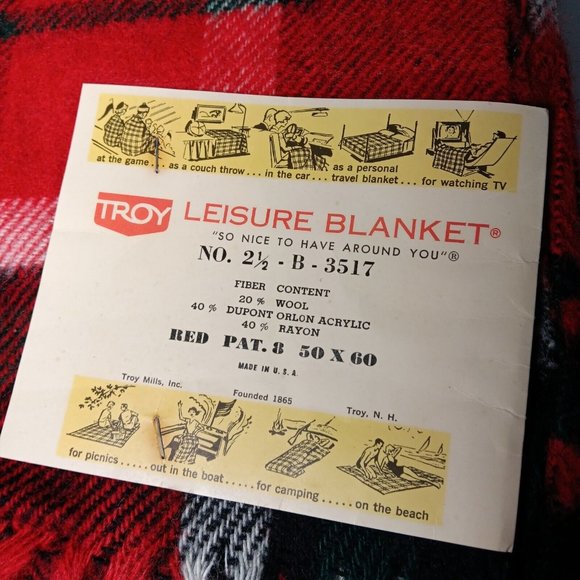 at the game... as a couch throw... in the car... as a personal travel blanket... for watching TV
TROY LEISURE BLANKET®
"SO NICE TO HAVE AROUND YOU"®
NO. 2½ - B - 3517
FIBER CONTENT
20 % WOOL
40 % DUPONT ORLON ACRYLIC
40 % RAYON
RED PAT. 8 50 X 60
MADE IN U.S.A.
Troy Mills, Inc. Founded 1865 Troy, N. H.
for picnics..... out in the boat..... for camping..... on the beach